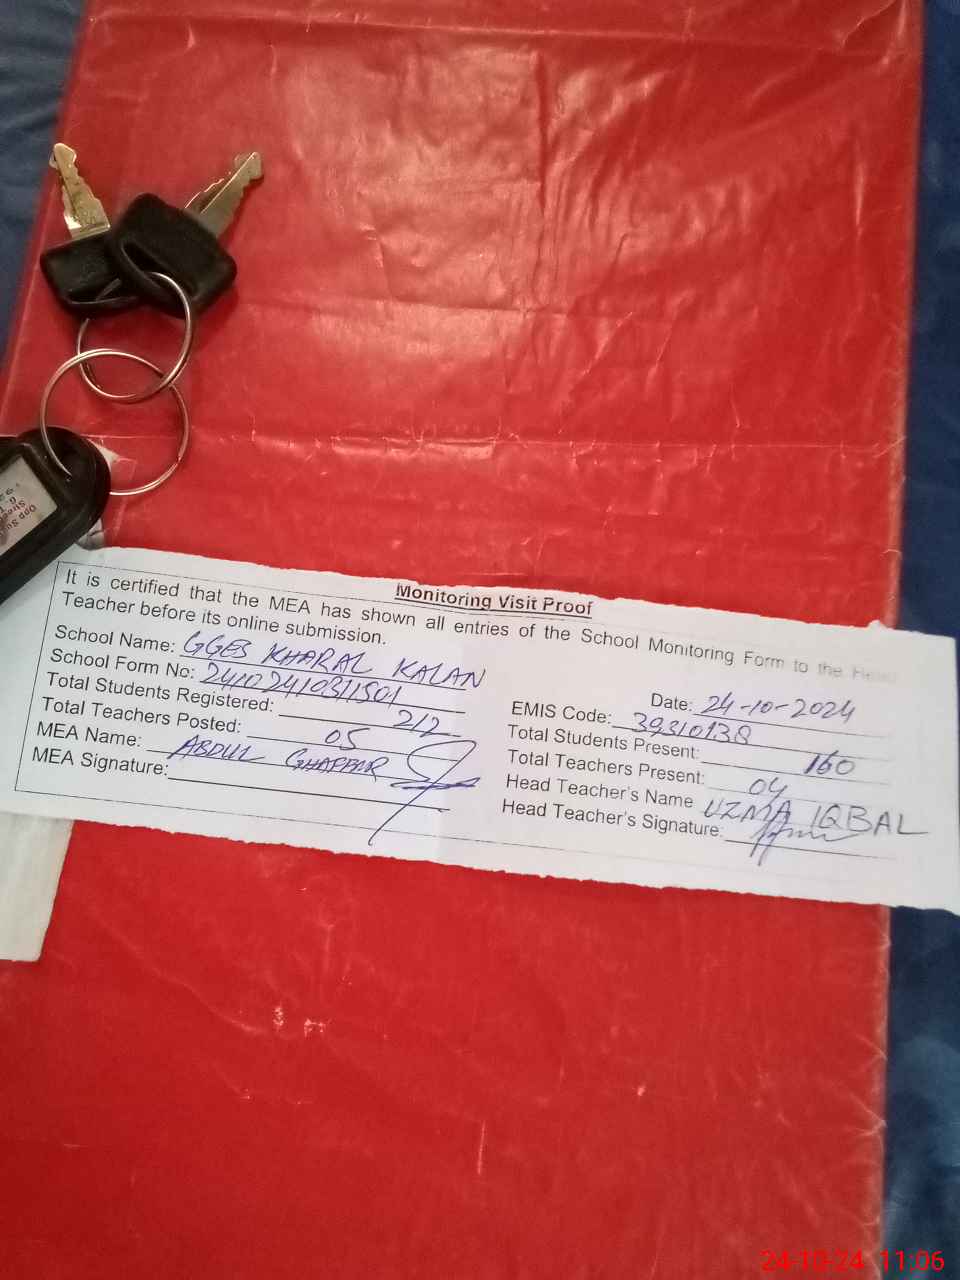 Monitoring Visit Proof
It is certified that the MEA has shown all entries of the School Monitoring Form to the Head
Teacher before its online submission.
Date: 24-10-2024
School Name: GGES KHARAL KALAN
EMIS Code: 39310138
School Form No: 24102410311501
Total Students Present: 160
Total Students Registered: 212
Total Teachers Present: 04
Total Teachers Posted: 05
Head Teacher's Name UZMA IQBAL
MEA Name: ABDUL GHAFFAR
Head Teacher's Signature:
MEA Signature:
24-10-24 11:06